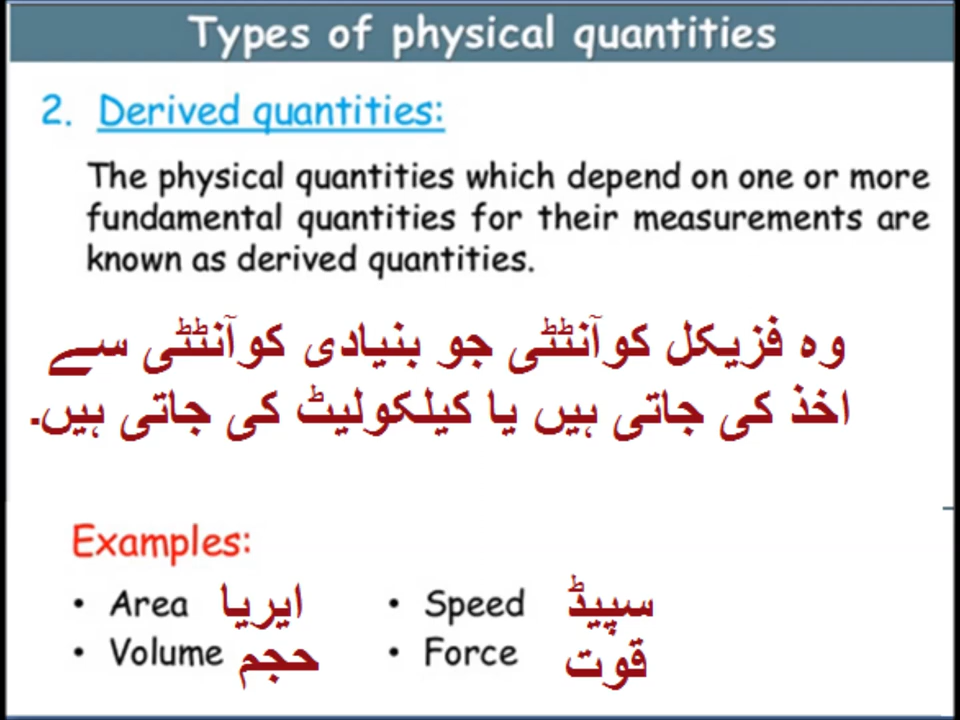 Types of physical quantities
2. Derived quantities:
The physical quantities which depend on one or more
fundamental quantities for their measurements are
known as derived quantities.
وہ فزیکل کوآنٹٹی جو بنیادی کوآنٹٹی سے
اخذ کی جاتی ہیں یا کیلکولیٹ کی جاتی ہیں۔
Examples:
• Area ایریا • Speed سپیڈ
• Volume حجم • Force قوت